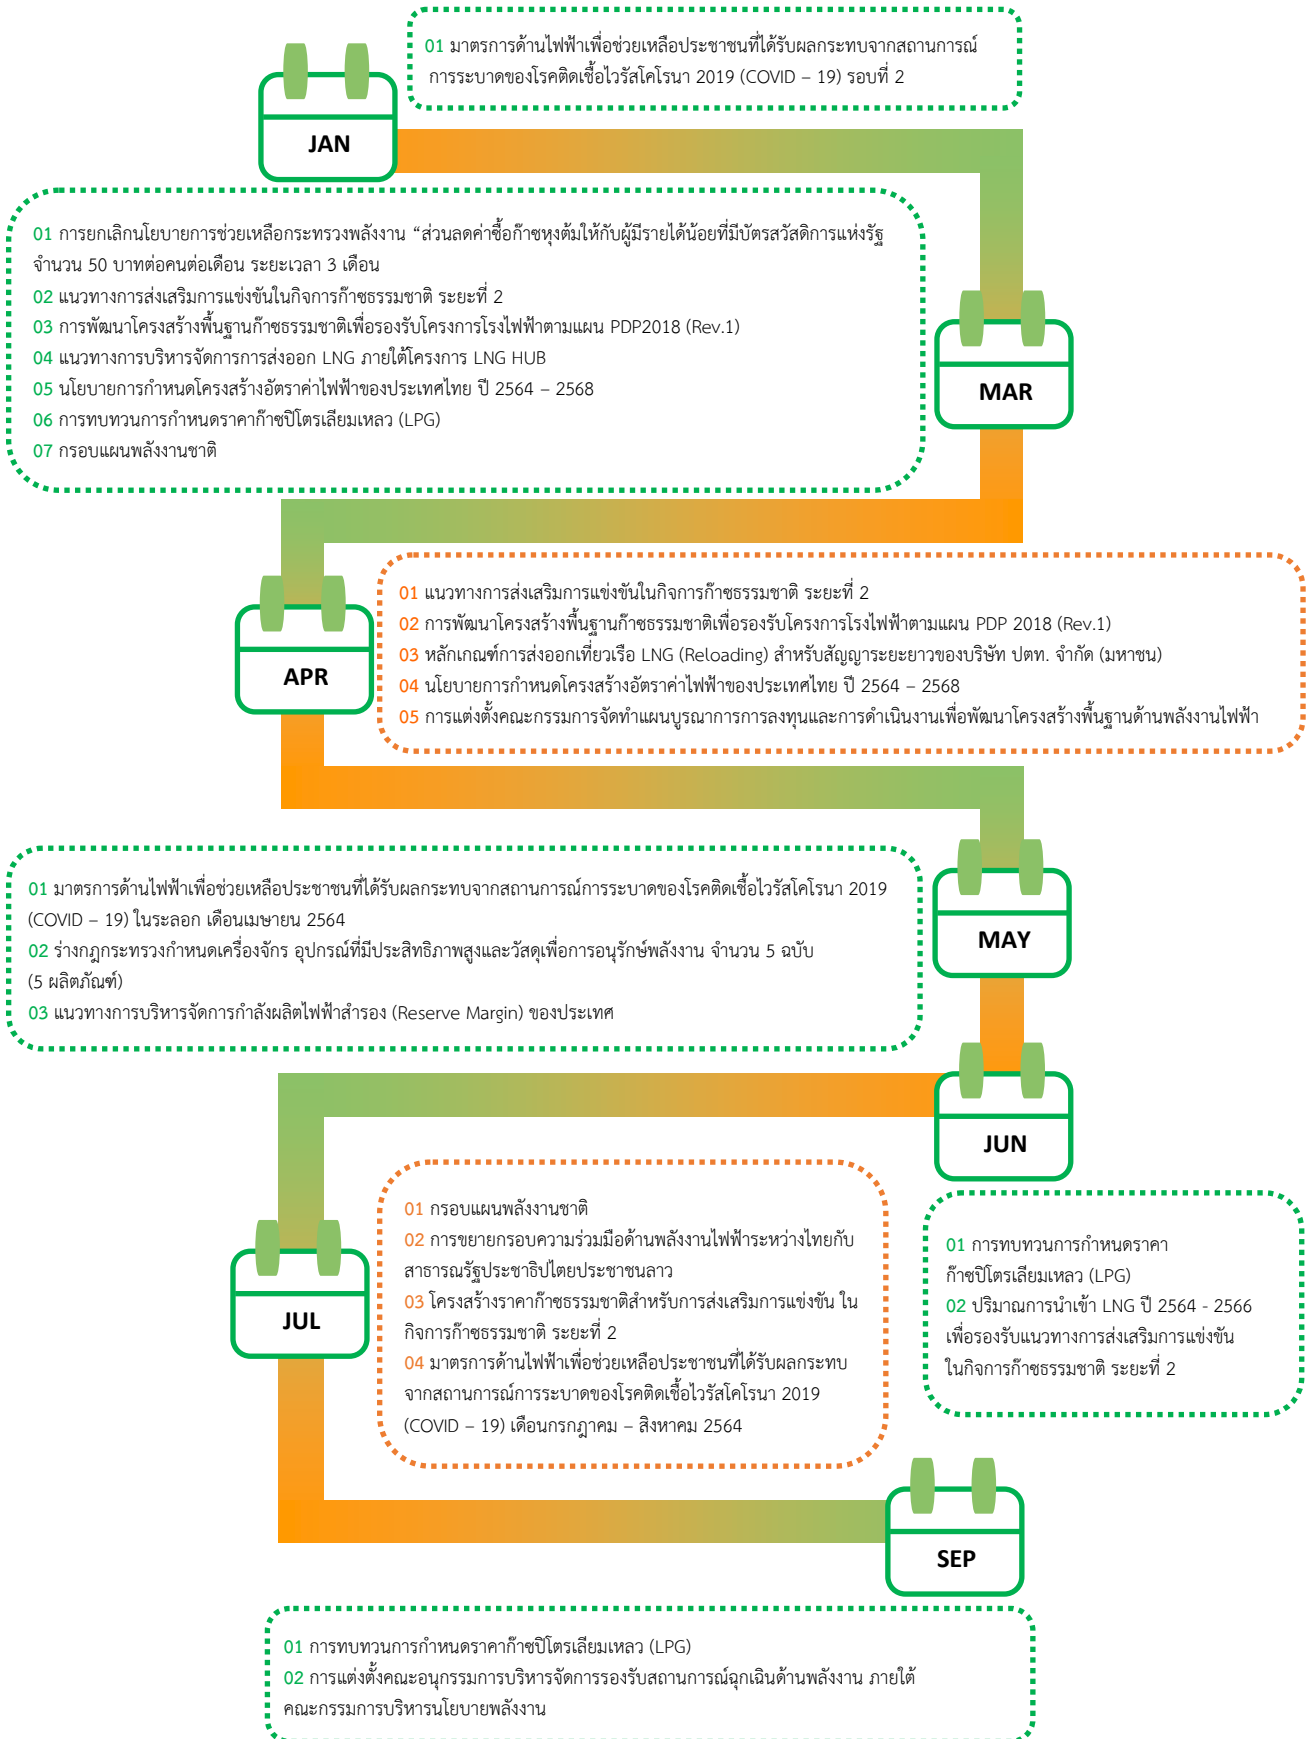 01 มาตรการด้านไฟฟ้าเพื่อช่วยเหลือประชาชนที่ได้รับผลกระทบจากสถานการณ์
การระบาดของโรคติดเชื้อไวรัสโคโรนา 2019 (COVID – 19) รอบที่ 2
JAN
01 การยกเลิกนโยบายการช่วยเหลือกระทรวงพลังงาน “ส่วนลดค่าซื้อก๊าซหุงต้มให้กับผู้มีรายได้น้อยที่มีบัตรสวัสดิการแห่งรัฐ
จำนวน 50 บาทต่อคนต่อเดือน ระยะเวลา 3 เดือน
02 แนวทางการส่งเสริมการแข่งขันในกิจการก๊าซธรรมชาติ ระยะที่ 2
03 การพัฒนาโครงสร้างพื้นฐานก๊าซธรรมชาติเพื่อรองรับโครงการโรงไฟฟ้าตามแผน PDP2018 (Rev.1)
04 แนวทางการบริหารจัดการการส่งออก LNG ภายใต้โครงการ LNG HUB
05 นโยบายการกำหนดโครงสร้างอัตราค่าไฟฟ้าของประเทศไทย ปี 2564 – 2568
06 การทบทวนการกำหนดราคาก๊าซปิโตรเลียมเหลว (LPG)
07 กรอบแผนพลังงานชาติ
MAR
01 แนวทางการส่งเสริมการแข่งขันในกิจการก๊าซธรรมชาติ ระยะที่ 2
02 การพัฒนาโครงสร้างพื้นฐานก๊าซธรรมชาติเพื่อรองรับโครงการโรงไฟฟ้าตามแผน PDP 2018 (Rev.1)
03 หลักเกณฑ์การส่งออกเที่ยวเรือ LNG (Reloading) สำหรับสัญญาระยะยาวของบริษัท ปตท. จำกัด (มหาชน)
04 นโยบายการกำหนดโครงสร้างอัตราค่าไฟฟ้าของประเทศไทย ปี 2564 – 2568
05 การแต่งตั้งคณะกรรมการจัดทำแผนบูรณาการการลงทุนและการดำเนินงานเพื่อพัฒนาโครงสร้างพื้นฐานด้านพลังงานไฟฟ้า
APR
01 มาตรการด้านไฟฟ้าเพื่อช่วยเหลือประชาชนที่ได้รับผลกระทบจากสถานการณ์การระบาดของโรคติดเชื้อไวรัสโคโรนา 2019
(COVID – 19) ในระลอก เดือนเมษายน 2564
02 ร่างกฎกระทรวงกำหนดเครื่องจักร อุปกรณ์ที่มีประสิทธิภาพสูงและวัสดุเพื่อการอนุรักษ์พลังงาน จำนวน 5 ฉบับ
(5 ผลิตภัณฑ์)
03 แนวทางการบริหารจัดการกำลังผลิตไฟฟ้าสำรอง (Reserve Margin) ของประเทศ
MAY
JUN
01 กรอบแผนพลังงานชาติ
02 การขยายกรอบความร่วมมือด้านพลังงานไฟฟ้าระหว่างไทยกับ
สาธารณรัฐประชาธิปไตยประชาชนลาว
03 โครงสร้างราคาก๊าซธรรมชาติสำหรับการส่งเสริมการแข่งขัน ใน
กิจการก๊าซธรรมชาติ ระยะที่ 2
04 มาตรการด้านไฟฟ้าเพื่อช่วยเหลือประชาชนที่ได้รับผลกระทบ
จากสถานการณ์การระบาดของโรคติดเชื้อไวรัสโคโรนา 2019
(COVID – 19) เดือนกรกฎาคม – สิงหาคม 2564
01 การทบทวนการกำหนดราคา
ก๊าซปิโตรเลียมเหลว (LPG)
02 ปริมาณการนำเข้า LNG ปี 2564 - 2566
เพื่อรองรับแนวทางการส่งเสริมการแข่งขัน
ในกิจการก๊าซธรรมชาติ ระยะที่ 2
JUL
SEP
01 การทบทวนการกำหนดราคาก๊าซปิโตรเลียมเหลว (LPG)
02 การแต่งตั้งคณะอนุกรรมการบริหารจัดการรองรับสถานการณ์ฉุกเฉินด้านพลังงาน ภายใต้
คณะกรรมการบริหารนโยบายพลังงาน